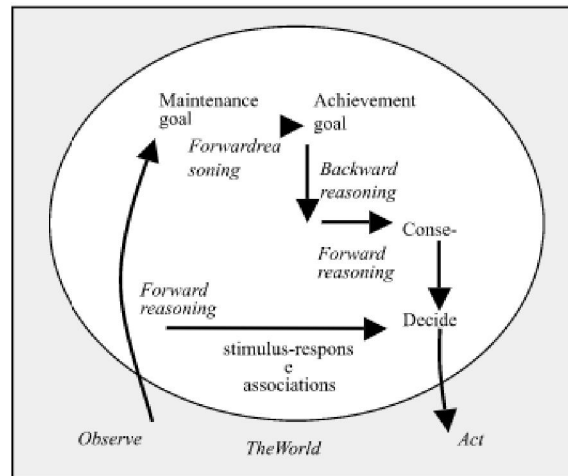 Maintenance
goal
Achievement
goal
Forwardrea
soning
Backward
reasoning
Conse-
Forward
reasoning
Forward
reasoning
Decide
stimulus-respons
e
associations
Observe
TheWorld
Act